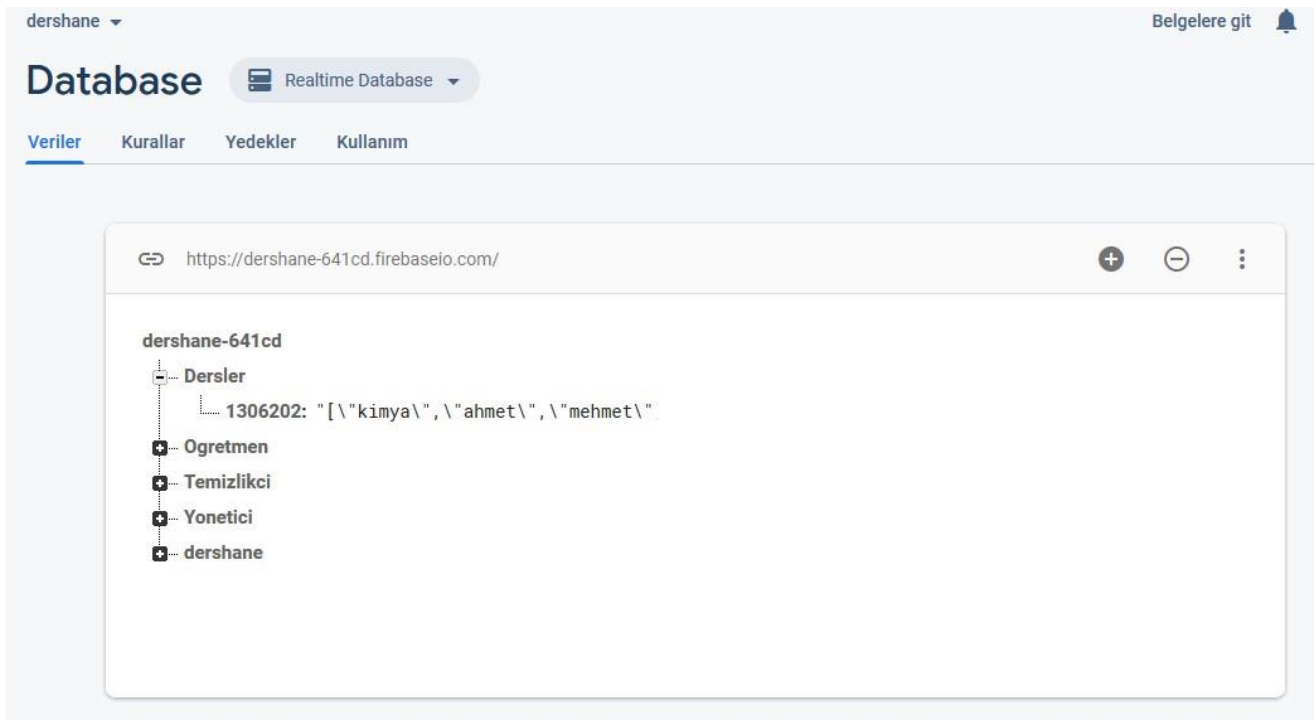 dershane Belgelere git
Database Realtime Database
Veriler Kurallar Yedekler Kullanım
https://dershane-641cd.firebaseio.com/
dershane-641cd
Dersler
1306202: "[\"kimya\",\"ahmet\",\"mehmet\"
Ogretmen
Temizlikci
Yonetici
dershane